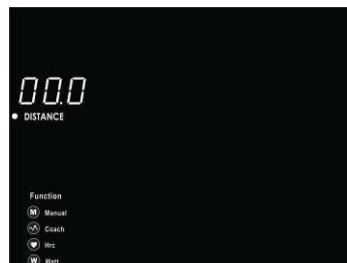 00.0
DISTANCE
Function
M Manual
Coach
Hrc
W Watt